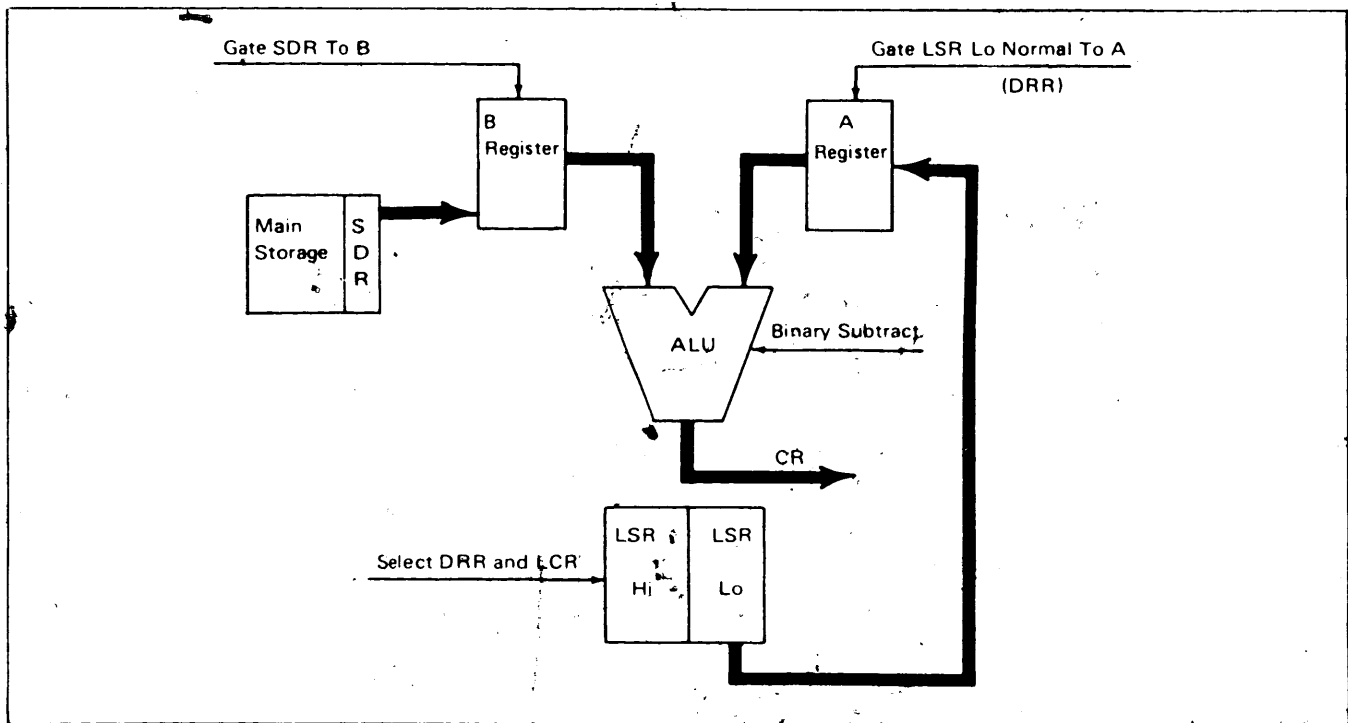 Gate SDR To B
Gate LSR Lo Normal To A
(DRR)
B
Register
A
Register
Main
Storage
S
D
R
ALU
Binary Subtract
CR
LSR
Hi
LSR
Lo
Select DRR and LCR